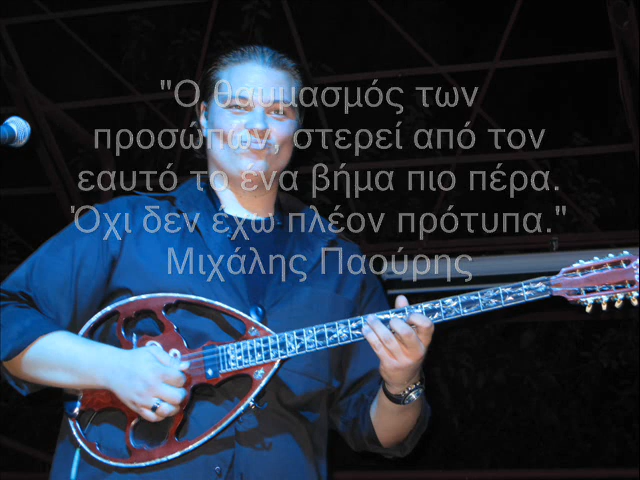 "Ο θαυμασμός των
προσώπων, στερεί από τον
εαυτό το ένα βήμα πιο πέρα.
Όχι δεν έχω πλέον πρότυπα."
Μιχάλης Παούρης